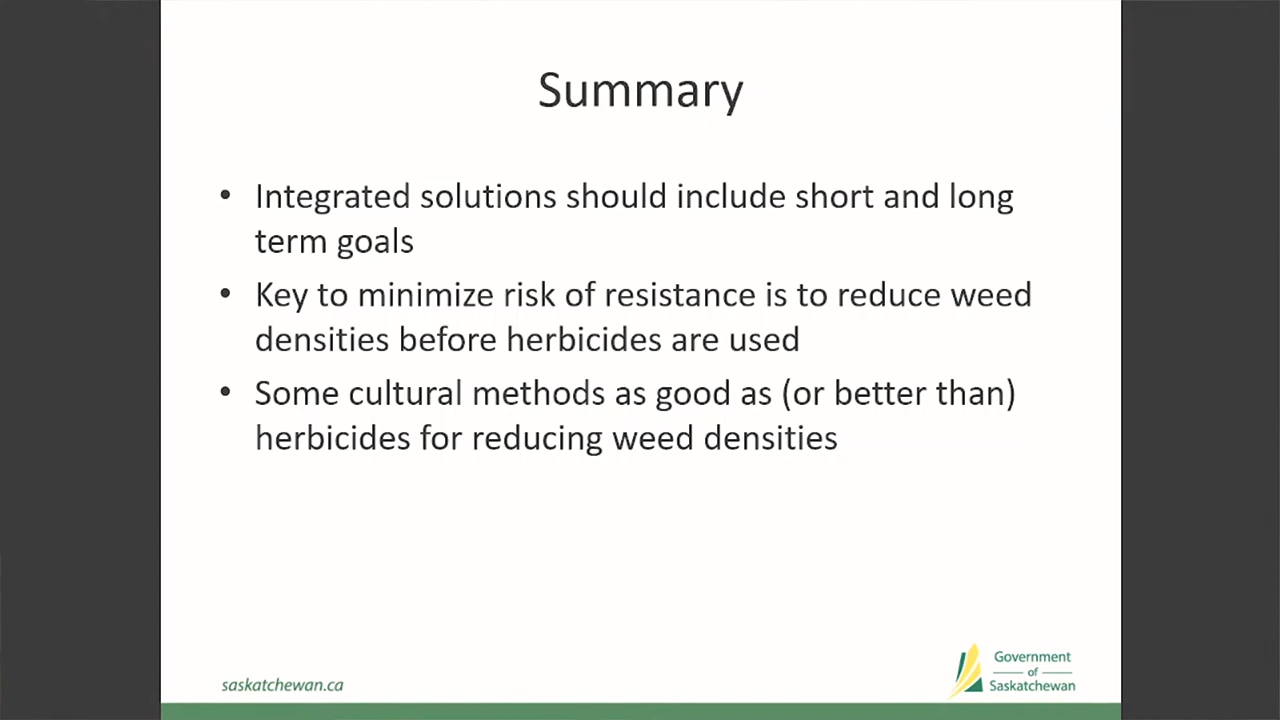 Summary
• Integrated solutions should include short and long
term goals
• Key to minimize risk of resistance is to reduce weed
densities before herbicides are used
• Some cultural methods as good as (or better than)
herbicides for reducing weed densities
saskatchewan.ca
Government
of
Saskatchewan